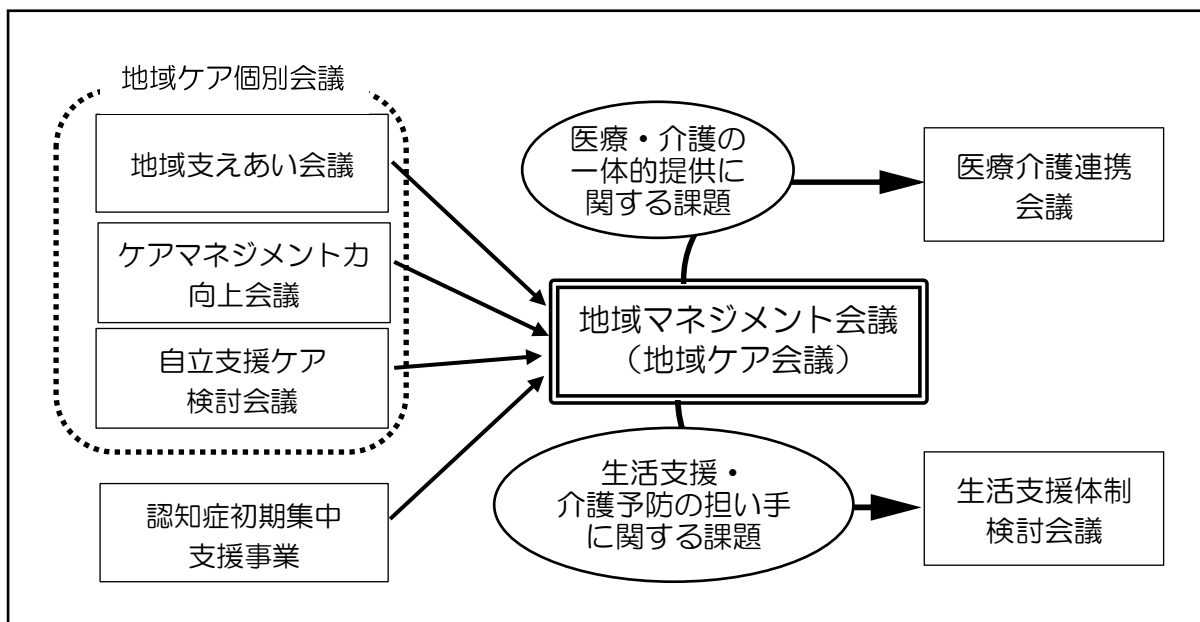 地域ケア個別会議
地域支えあい会議
ケアマネジメント力
向上会議
自立支援ケア
検討会議
認知症初期集中
支援事業
医療・介護の
一体的提供に
関する課題
地域マネジメント会議
（地域ケア会議）
生活支援・
介護予防の担い手
に関する課題
医療介護連携
会議
生活支援体制
検討会議